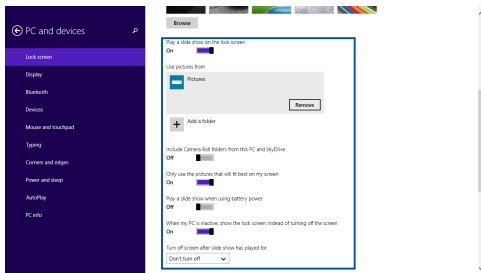 PC and devices
Lock screen
Display
Bluetooth
Devices
Mouse and touchpad
Typing
Corners and edges
Power and sleep
AutoPlay
PC info
Browse
Play a slide show on the lock screen
On
Use pictures from
Pictures
Remove
Add a folder
Include Camera Roll folders from this PC and SkyDrive
Off
Only use the pictures that will fit best on my screen
On
Play a slide show when using battery power
Off
When my PC is inactive, show the lock screen instead of turning off the screen
On
Turn off screen after slide show has played for
Don't turn off